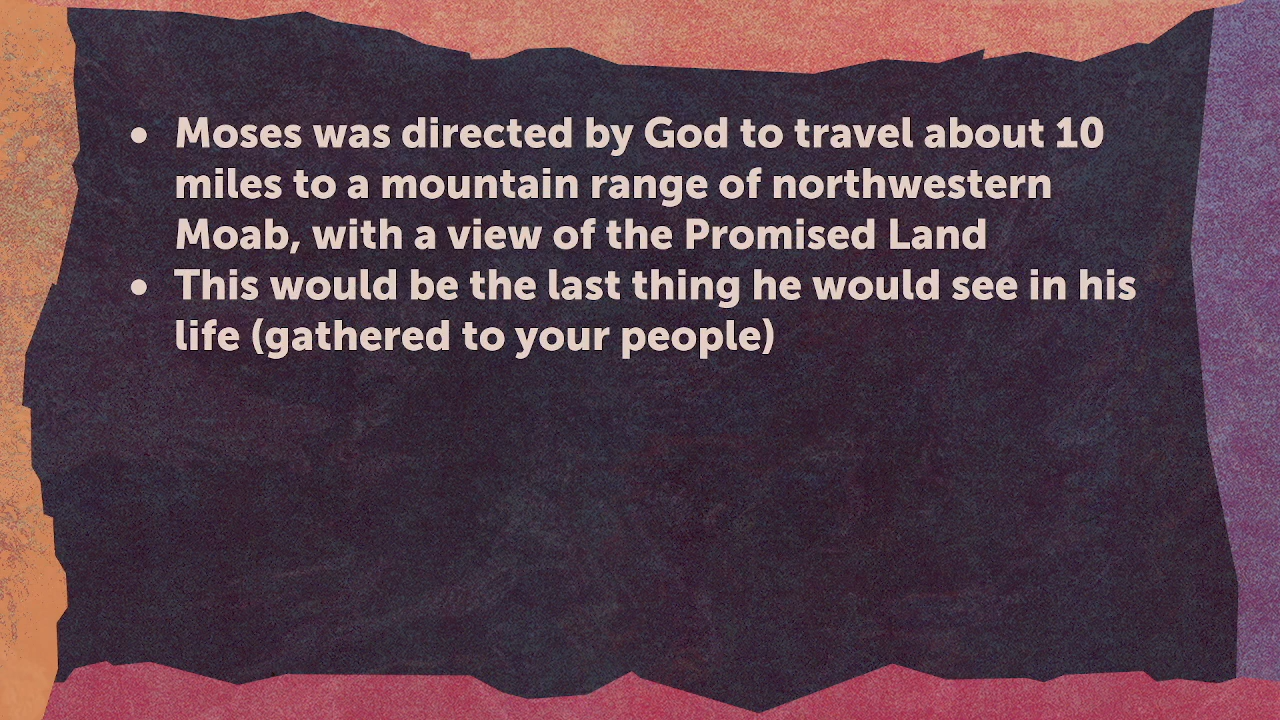 • Moses was directed by God to travel about 10
miles to a mountain range of northwestern
Moab, with a view of the Promised Land
• This would be the last thing he would see in his
life (gathered to your people)